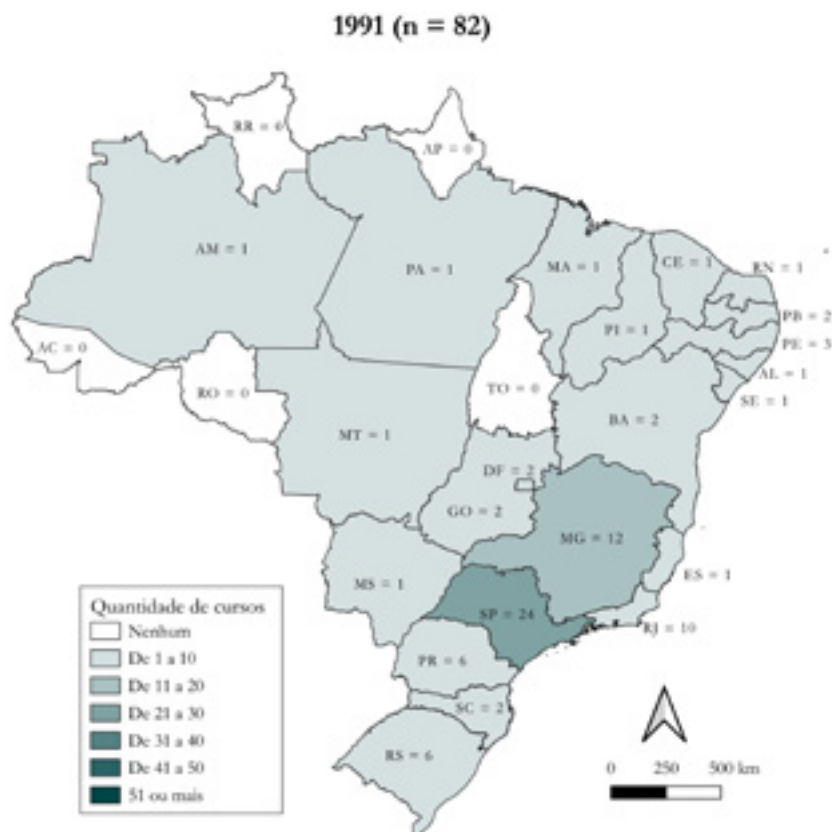 1991 (n = 82)
RR = 0
AP = 0
AM = 1
PA = 1
MA = 1
CE = 1
RN = 1
PI = 1
PB = 2
PE = 3
AC = 0
RO = 0
TO = 0
AL = 1
SE = 1
MT = 1
BA = 2
DF = 2
GO = 2
MG = 12
MS = 1
ES = 1
SP = 24
RJ = 10
PR = 6
SC = 2
RS = 6
Quantidade de cursos
Nenhum
De 1 a 10
De 11 a 20
De 21 a 30
De 31 a 40
De 41 a 50
51 ou mais
0 250 500 km